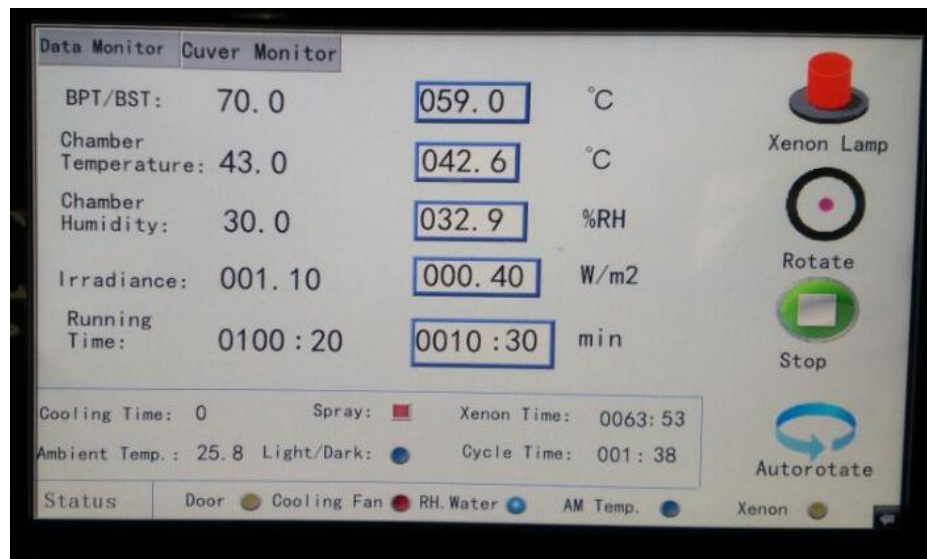 Data Monitor Cuver Monitor
BPT/BST: 70.0 059.0 °C
Chamber
Temperature: 43.0 042.6 °C
Xenon Lamp
Chamber
Humidity: 30.0 032.9 %RH
Rotate
Irradiance: 001.10 000.40 W/m2
Running
Time: 0100:20 0010:30 min
Stop
Cooling Time: 0 Spray: Xenon Time: 0063:53
Ambient Temp.: 25.8 Light/Dark: Cycle Time: 001:38
Autorotate
Status Door Cooling Fan RH.Water AM Temp. Xenon